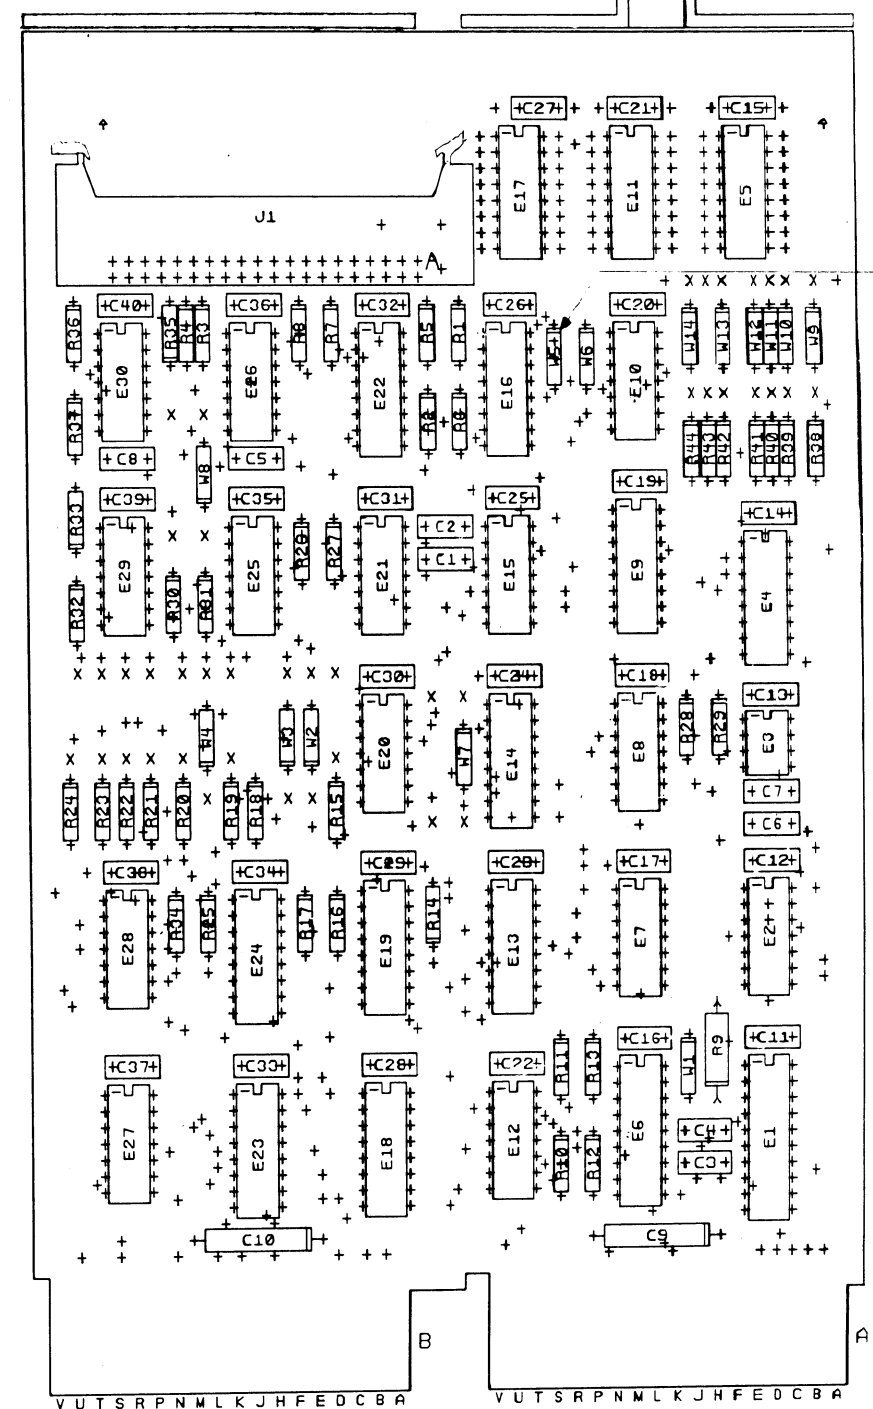 C27 C21 C15
E17 E11 E5
J1
A
R36 C40 R35 R4 R3 C36 R8 R7 C32 R5 R1 C26 W5 W6 C20 W14 W13 W12 W11 W10 W9
E30 E26 E22 E16 E10
R37 R2 R6 R44 R43 R42 R41 R40 R39 R38
C8 W8 C5
C39 C35 C31 C25 C19
R33 R26 R27 C2 C14
C1
E29 E25 E21 E15 E9 E4
R32 R30 R31
C30 C24 C18 C13
W4 W3 W2 W7 R28 R29
E20 E14 E8 E3
R24 R23 R22 R21 R20 R19 R18 R15 C7
C6
C38 C34 C29 C20 C17 C12
R34 R25 R17 R16 R14
E28 E24 E19 E13 E7 E2
C37 C33 C28 C22 R11 R13 C16 W1 R9 C11
E27 E23 E18 E12 E6 C4 E1
R10 R12 C3
C10 C9
B A
V U T S R P N M L K J H F E D C B A V U T S R P N M L K J H F E D C B A